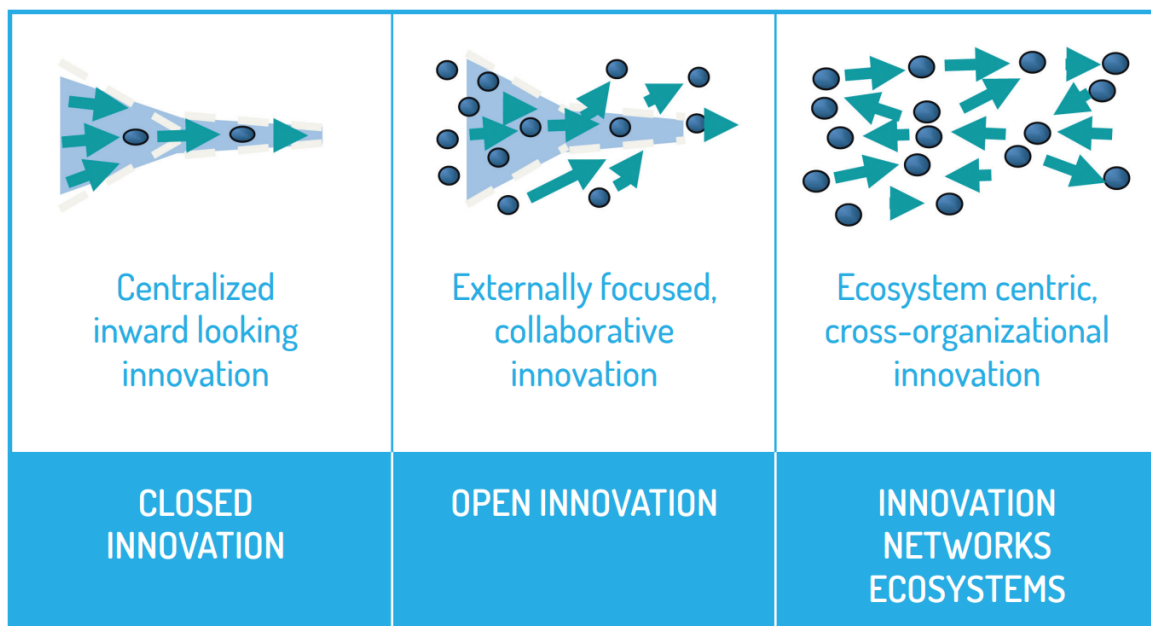 Centralized
inward looking
innovation
Externally focused,
collaborative
innovation
Ecosystem centric,
cross-organizational
innovation
CLOSED
INNOVATION
OPEN INNOVATION
INNOVATION
NETWORKS
ECOSYSTEMS